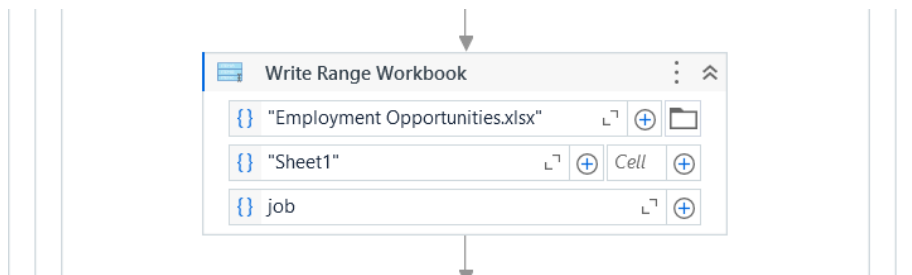 Write Range Workbook
{} "Employment Opportunities.xlsx"
{} "Sheet1" Cell
{} job